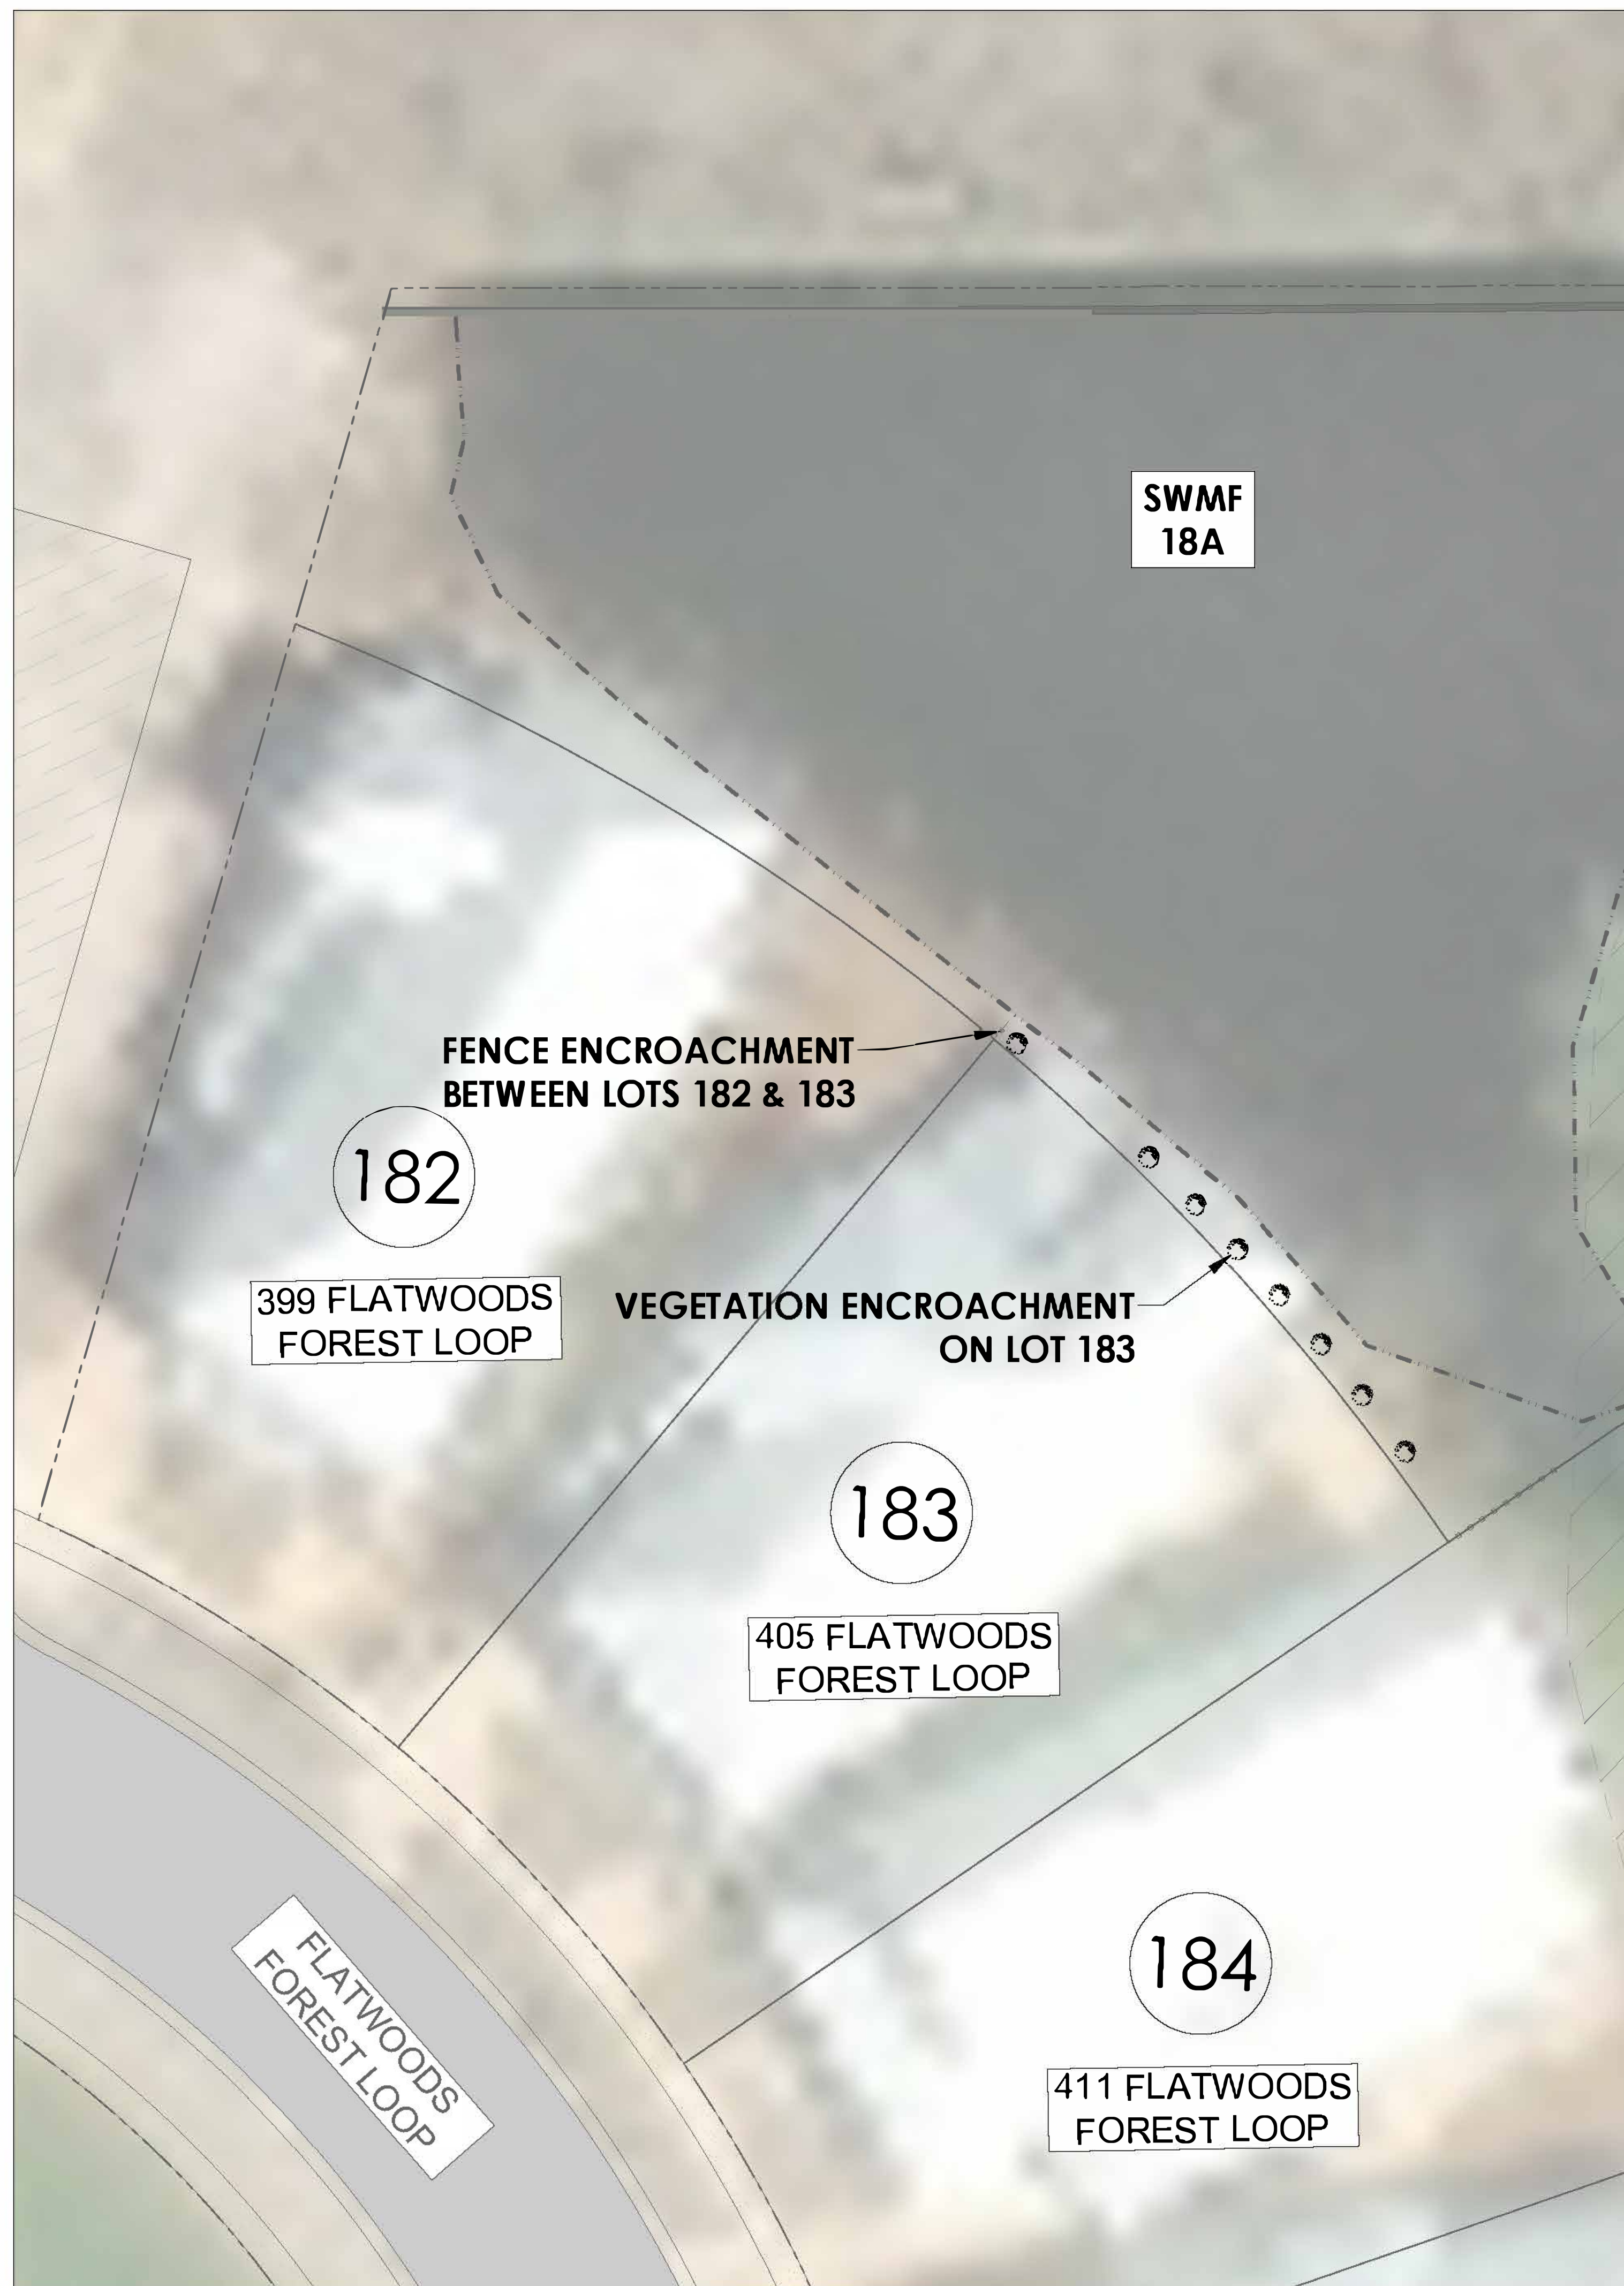 SWMF
18A
FENCE ENCROACHMENT
BETWEEN LOTS 182 & 183
182
399 FLATWOODS
FOREST LOOP
VEGETATION ENCROACHMENT
ON LOT 183
183
405 FLATWOODS
FOREST LOOP
184
411 FLATWOODS
FOREST LOOP
FLATWOODS
FOREST LOOP